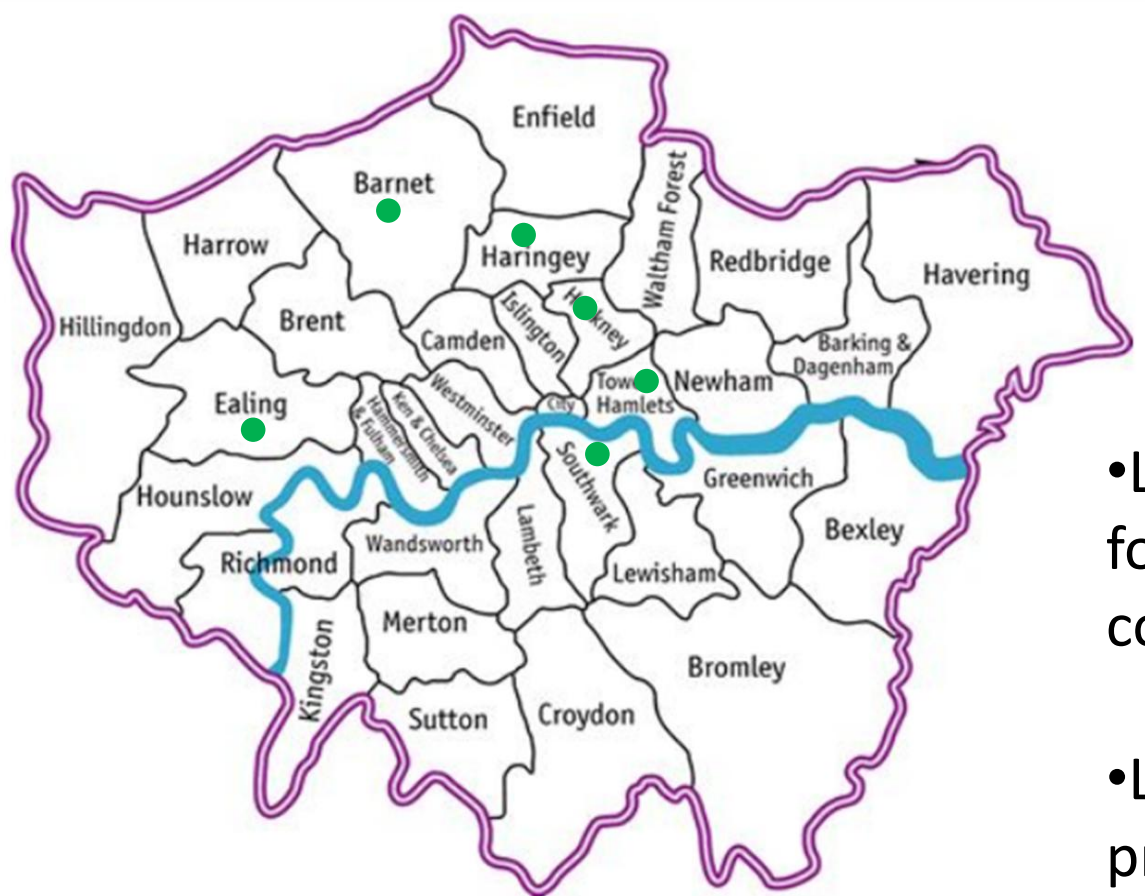 Enfield
Barnet
Waltham Forest
Harrow
Haringey
Redbridge
Havering
Hillingdon
Brent
Camden
Islington
Barking &
Dagenham
Newham
Hamlets
Ealing
Westminster
Ken & Chelsea
Hammersmith
& Fulham
City
Southwark
Greenwich
Hounslow
Bexley
Richmond
Wandsworth
Lambeth
Lewisham
Merton
Kingston
Bromley
Sutton
Croydon
•L
fo
co
•L
pr